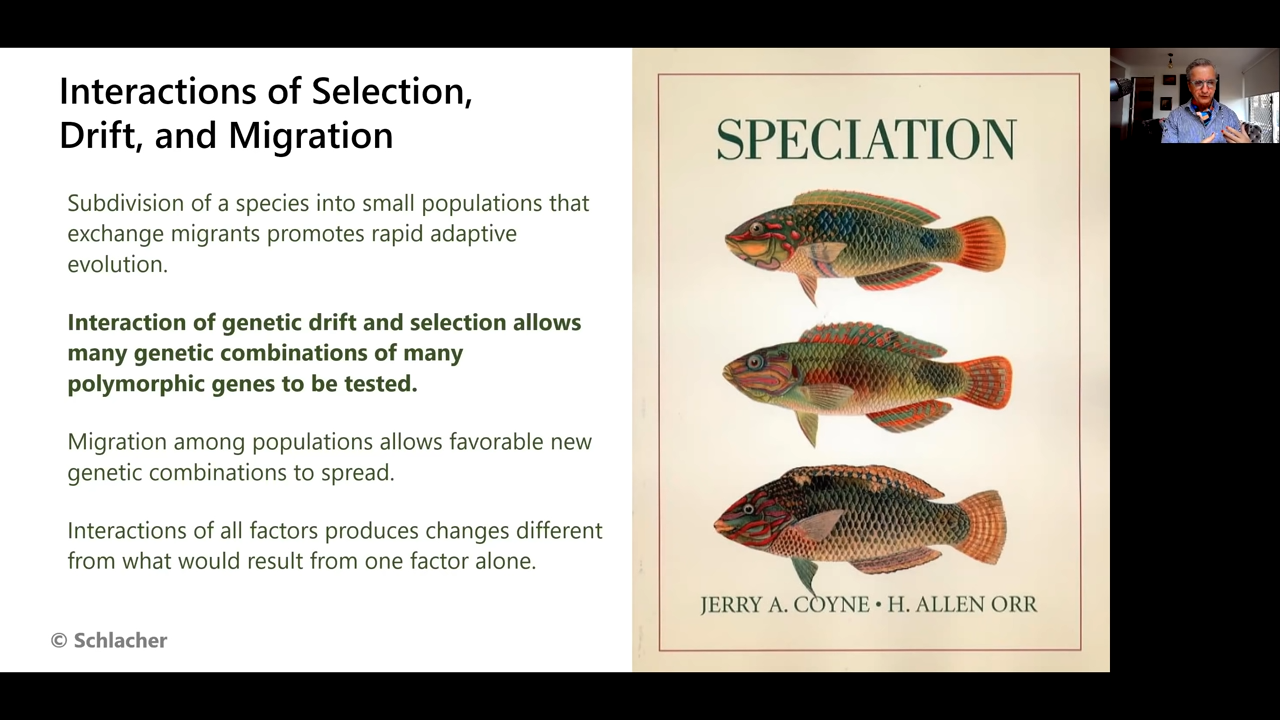 Interactions of Selection,
Drift, and Migration
Subdivision of a species into small populations that
exchange migrants promotes rapid adaptive
evolution.
Interaction of genetic drift and selection allows
many genetic combinations of many
polymorphic genes to be tested.
Migration among populations allows favorable new
genetic combinations to spread.
Interactions of all factors produces changes different
from what would result from one factor alone.
© Schlacher
SPECIATION
JERRY A. COYNE • H. ALLEN ORR